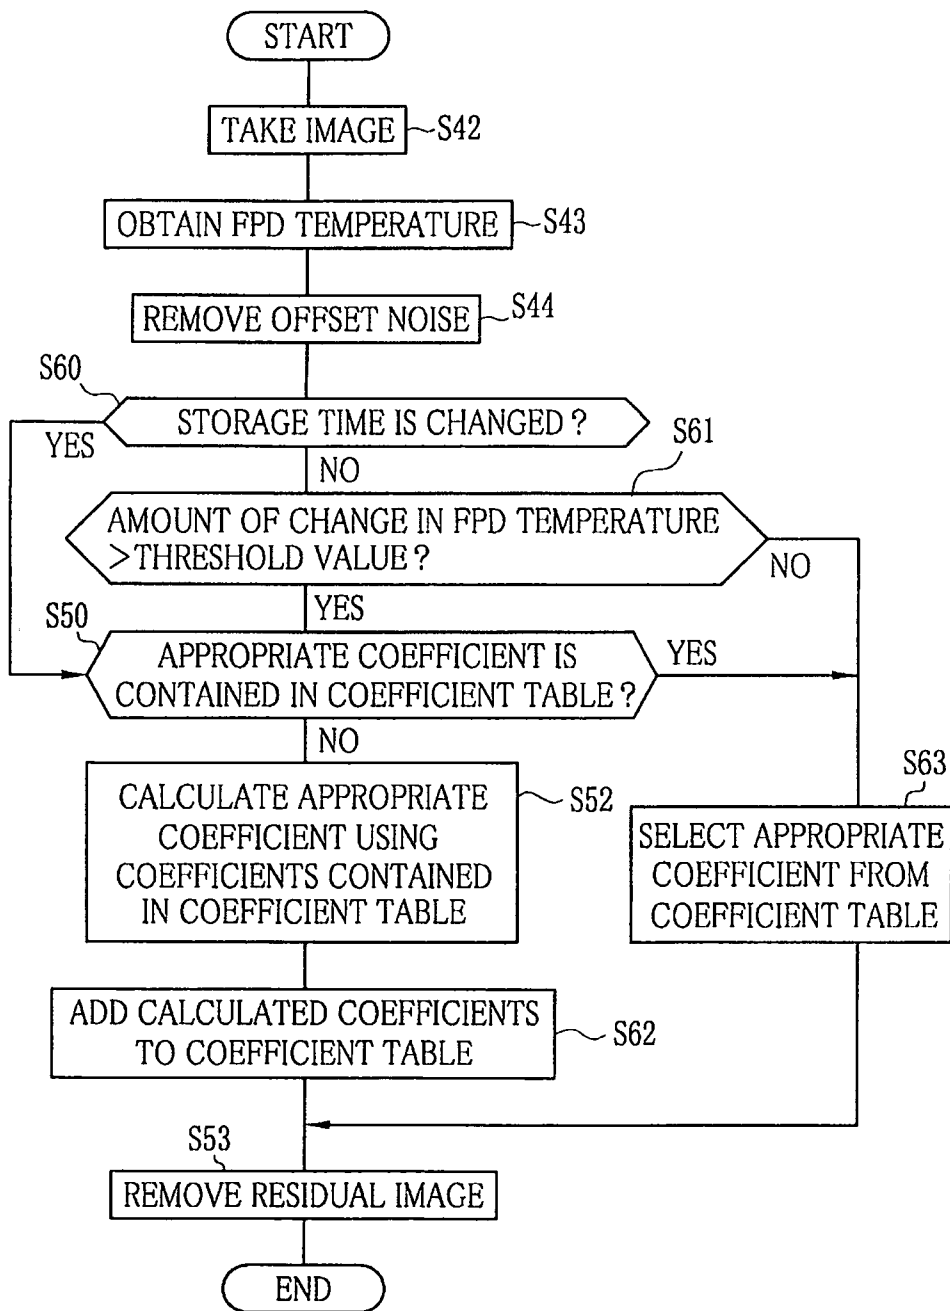 START
TAKE IMAGE
S42
OBTAIN FPD TEMPERATURE
S43
REMOVE OFFSET NOISE
S44
S60
STORAGE TIME IS CHANGED?
YES
NO
S61
AMOUNT OF CHANGE IN FPD TEMPERATURE
>THRESHOLD VALUE?
NO
YES
S50
APPROPRIATE COEFFICIENT IS
CONTAINED IN COEFFICIENT TABLE?
YES
NO
CALCULATE APPROPRIATE
COEFFICIENT USING
COEFFICIENTS CONTAINED
IN COEFFICIENT TABLE
S52
S63
SELECT APPROPRIATE
COEFFICIENT FROM
COEFFICIENT TABLE
ADD CALCULATED COEFFICIENTS
TO COEFFICIENT TABLE
S62
S53
REMOVE RESIDUAL IMAGE
END